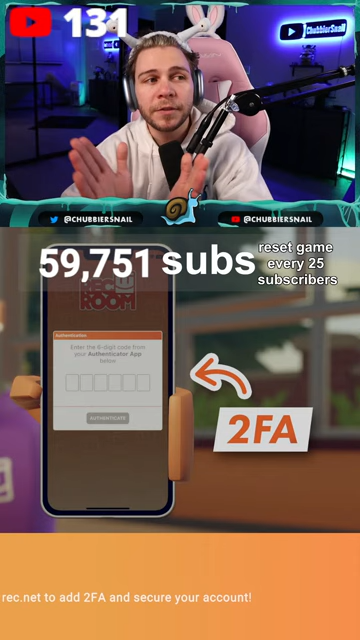 131
ChubbierSnail
@CHUBBIERSNAIL
@CHUBBIERSNAIL
59,751 subs
reset game
every 25
subscribers
REC
ROOM
Authentication
Enter the 6-digit code from
your Authenticator App
below
AUTHENTICATE
2FA
rec.net to add 2FA and secure your account!